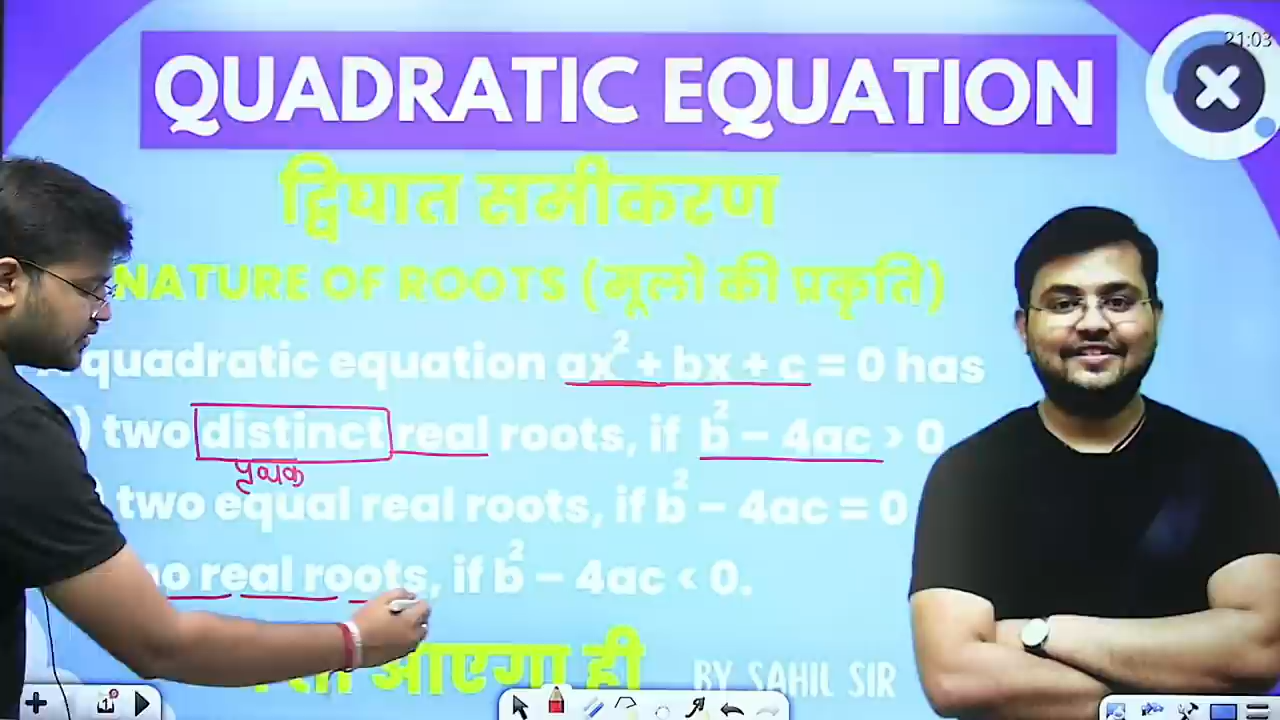 21:03
QUADRATIC EQUATION
द्विघात समीकरण
NATURE OF ROOTS (मूलो की प्रकृति)
quadratic equation ax² + bx + c = 0 has
) two distinct real roots, if b² – 4ac > 0
पृथक
two equal real roots, if b² – 4ac = 0
no real roots, if b² – 4ac < 0.
आएगा ही
BY SAHIL SIR